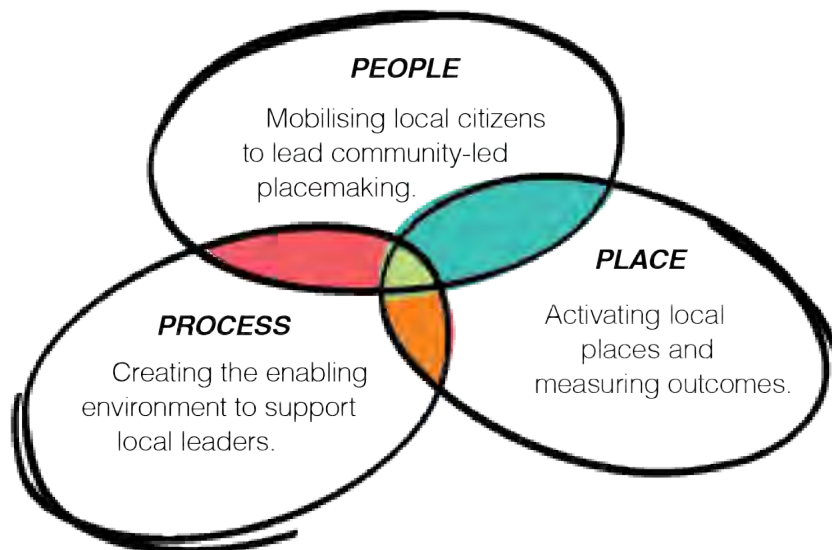 PEOPLE
Mobilising local citizens
to lead community-led
placemaking.
PLACE
Activating local
places and
measuring outcomes.
PROCESS
Creating the enabling
environment to support
local leaders.